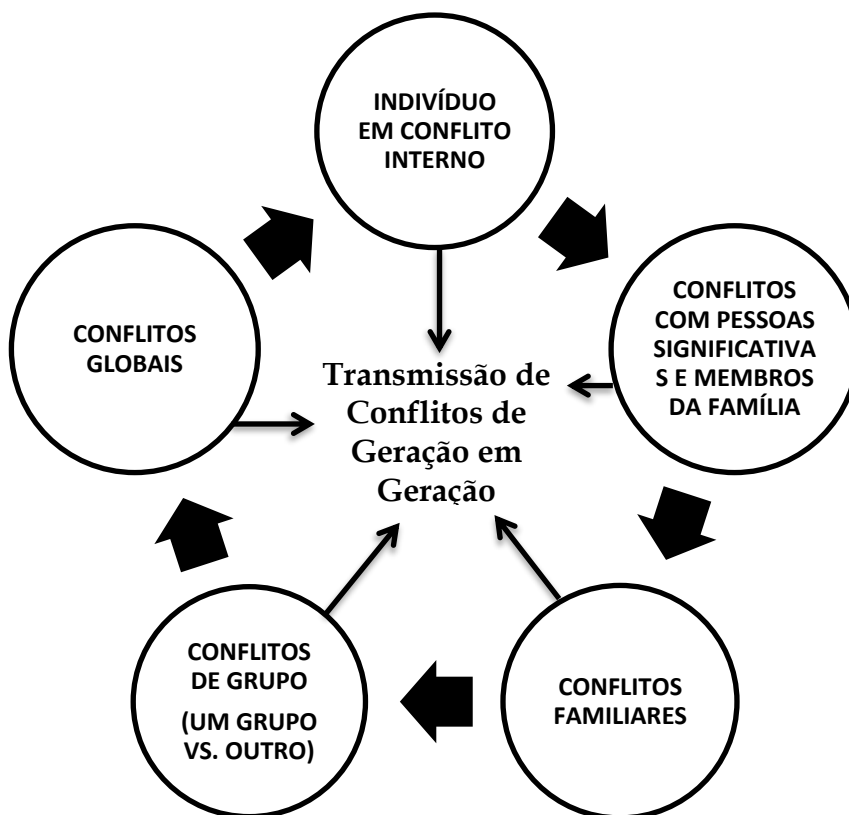 INDIVÍDUO
EM CONFLITO
INTERNO
CONFLITOS
COM PESSOAS
SIGNIFICATIVA
S E MEMBROS
DA FAMÍLIA
CONFLITOS
GLOBAIS
Transmissão de
Conflitos de
Geração em
Geração
CONFLITOS
DE GRUPO
(UM GRUPO
VS. OUTRO)
CONFLITOS
FAMILIARES